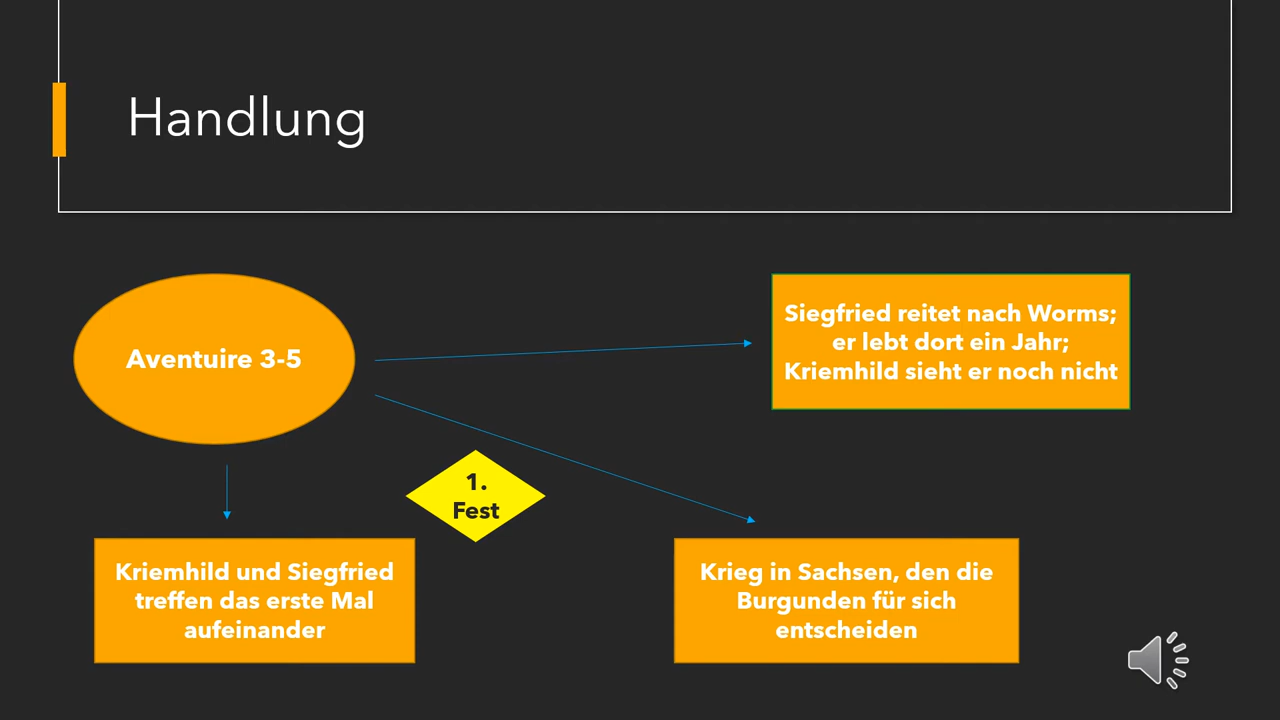 Handlung
Aventuire 3-5
Siegfried reitet nach Worms;
er lebt dort ein Jahr;
Kriemhild sieht er noch nicht
1.
Fest
Kriemhild und Siegfried
treffen das erste Mal
aufeinander
Krieg in Sachsen, den die
Burgunden für sich
entscheiden